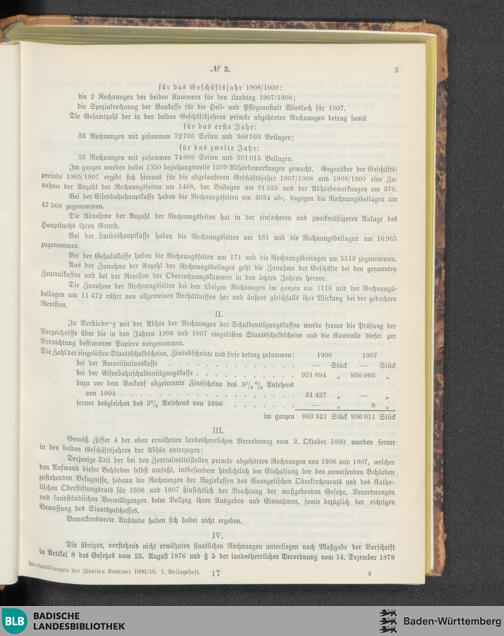 № 3.
3
für das Geschäftsjahr 1908/1909:
die 2 Rechnungen der beiden Kammern für den Landtag 1907/1908;
die Spezialrechnung der Baukasse für die Heil- und Pflegeanstalt Wiesloch für 1907.
Die Gesamtzahl der in den beiden Geschäftsjahren primär abgehörten Rechnungen betrug somit
für das erste Jahr:
33 Rechnungen mit zusammen 72 705 Seiten und 366 703 Beilagen;
für das zweite Jahr:
33 Rechnungen mit zusammen 74 099 Seiten und 391 013 Beilagen.
Im ganzen wurden dabei 1350 beziehungsweise 1299 Abhörbemerkungen gemacht. Gegenüber der Geschäfts-
periode 1905/1907 ergibt sich hieraus für die abgelaufenen Geschäftsjahre 1907/1908 und 1908/1909 eine Zu-
nahme der Anzahl der Rechnungsseiten um 1468, der Beilagen um 81 525 und der Abhörbemerkungen um 376.
Bei der Eisenbahnhauptkasse haben die Rechnungsseiten um 4034 ab-, dagegen die Rechnungsbeilagen um
47 569 zugenommen.
Die Abnahme der Anzahl der Rechnungsseiten hat in der einfacheren und zweckmäßigeren Anlage des
Hauptbuchs ihren Grund.
Bei der Landeshauptkasse haben die Rechnungsseiten um 181 und die Rechnungsbeilagen um 16 965
zugenommen.
Bei der Gehaltskasse haben die Rechnungsseiten um 171 und die Rechnungsbeilagen um 5519 zugenommen.
Aus der Zunahme der Anzahl der Rechnungsbeilagen geht die Zunahme der Geschäfte bei den genannten
Zentralkassen und bei der Revision der Oberrechnungskammer in den letzten Jahren hervor.
Die Zunahme der Rechnungsseiten bei den übrigen Rechnungen im ganzen um 1116 und der Rechnungs-
beilagen um 11 472 rührt von allgemeinen Verhältnissen her und äußert gleichfalls ihre Wirkung bei der gedachten
Revision.
II.
In Verbindung mit der Abhör der Rechnungen der Schuldentilgungskassen wurde ferner die Prüfung der
Verzeichnisse über die in den Jahren 1906 und 1907 eingelösten Staatsschuldscheine und die Kontrolle dieser zur
Vernichtung bestimmten Papiere vorgenommen.
Die Zahl der eingelösten Staatsschuldscheine, Zinsabschnitte und Lose betrug zusammen: 1906 1907
bei der Amortisationskasse — Stück — Stück
bei der Eisenbahnschuldentilgungskasse 931 894 „ 936 003 „
dazu vor dem Verkauf abgetrennte Zinsscheine des 3½% Anlehens
von 1904 31 427 „ — „
ferner desgleichen des 3% Anlehens von 1896 — „ 8 „
im ganzen 963 321 Stück 936 011 Stück
III.
Gemäß Ziffer 4 der oben erwähnten landesherrlichen Verordnung vom 2. Oktober 1890 wurden ferner
in den beiden Geschäftsjahren der Abhör unterzogen:
Derjenige Teil der bei den Zentralmittelstellen primär abgehörten Rechnungen von 1906 und 1907, welcher
den Aufwand dieser Behörden selbst umfaßt, insbesondere hinsichtlich der Einhaltung der den anweisenden Behörden
zustehenden Befugnisse, sodann die Rechnungen der Regiekassen des Evangelischen Oberkirchenrats und des Katho-
lischen Oberstiftungsrats für 1906 und 1907 hinsichtlich der Beachtung der maßgebenden Gesetze, Verordnungen
und landständischen Verwilligungen beim Vollzug ihrer Ausgaben und Einnahmen, sowie bezüglich der richtigen
Bemessung des Staatszuschusses.
Bemerkenswerte Anstände haben sich dabei nicht ergeben.
IV.
Die übrigen, vorstehend nicht erwähnten staatlichen Rechnungen unterliegen nach Maßgabe der Vorschrift
in Artikel 8 des Gesetzes vom 25. August 1876 und § 5 der landesherrlichen Verordnung vom 14. Dezember 1878
Verhandlungen der Zweiten Kammer 1909/10. 1. Beilagenheft. 17 3
BLB BADISCHE
LANDESBIBLIOTHEK
Baden-Württemberg